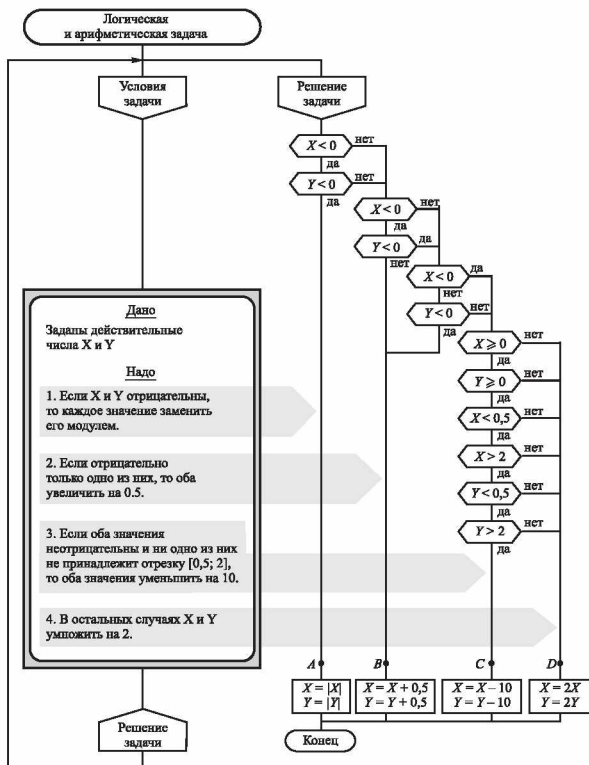 Логическая
и арифметическая задача
Условия
задачи
Решение
задачи
X < 0
нет
да
Y < 0
нет
да
X < 0
нет
да
Y < 0
да
нет
X < 0
да
нет
Y < 0
нет
да
X ⩾ 0
нет
да
Y ⩾ 0
нет
да
X < 0,5
нет
да
X > 2
нет
да
Y < 0,5
нет
да
Y > 2
нет
да
Дано
Заданы действительные
числа X и Y
Надо
1. Если X и Y отрицательны,
то каждое значение заменить
его модулем.
2. Если отрицательно
только одно из них, то оба
увеличить на 0.5.
3. Если оба значения
неотрицательны и ни одно из них
не принадлежит отрезку [0,5; 2],
то оба значения уменьшить на 10.
4. В остальных случаях X и Y
умножить на 2.
A
B
C
D
X = |X|
Y = |Y|
X = X + 0,5
Y = Y + 0,5
X = X – 10
Y = Y – 10
X = 2X
Y = 2Y
Решение
задачи
Конец